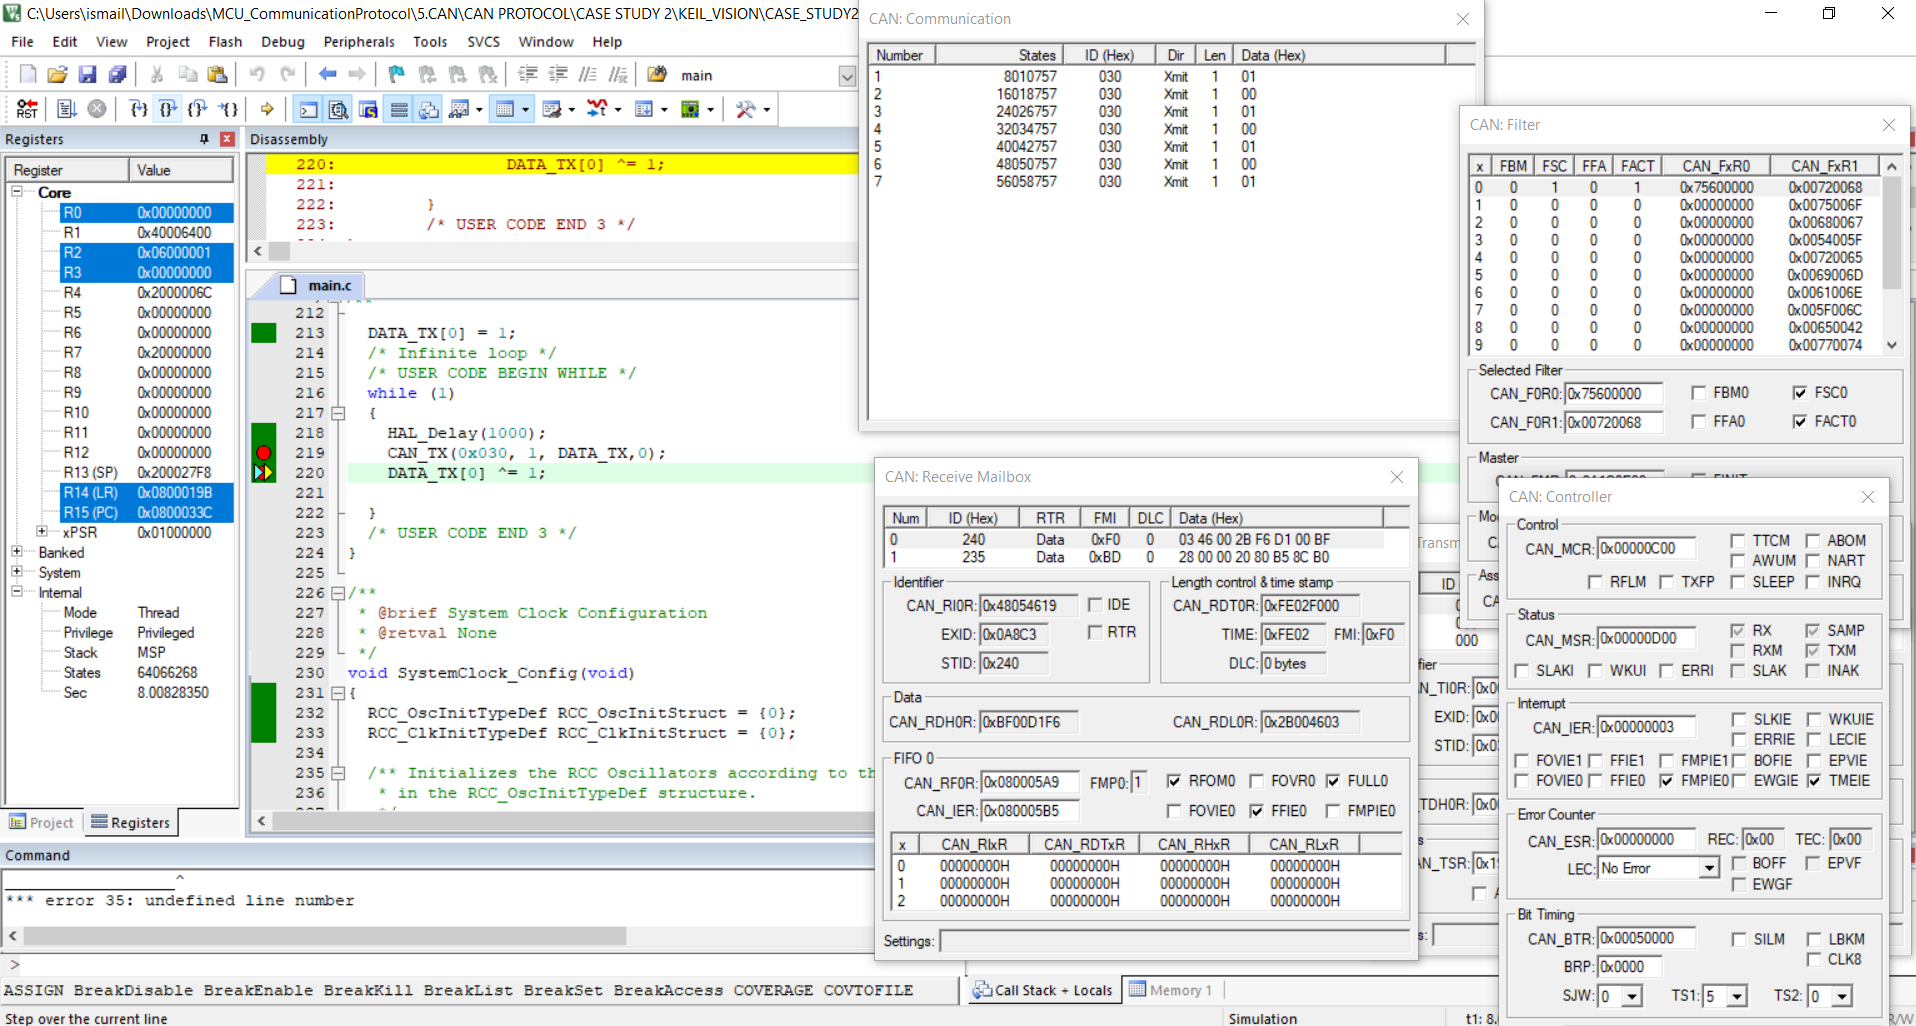 C:\Users\ismail\Downloads\MCU_CommunicationProtocol\5.CAN\CAN PROTOCOL\CASE STUDY 2\KEIL_VISION\CASE_STUDY2
File Edit View Project Flash Debug Peripherals Tools SVCS Window Help
main
RST
Registers
Register Value
Core
R0 0x00000000
R1 0x40006400
R2 0x06000001
R3 0x00000000
R4 0x2000006C
R5 0x00000000
R6 0x00000000
R7 0x20000000
R8 0x00000000
R9 0x00000000
R10 0x00000000
R11 0x00000000
R12 0x00000000
R13 (SP) 0x200027F8
R14 (LR) 0x0800019B
R15 (PC) 0x0800033C
xPSR 0x01000000
Banked
System
Internal
Mode Thread
Privilege Privileged
Stack MSP
States 64066268
Sec 8.00828350
Project Registers
Disassembly
220: DATA_TX[0] ^= 1;
221:
222: }
223: /* USER CODE END 3 */
main.c
212
213 DATA_TX[0] = 1;
214 /* Infinite loop */
215 /* USER CODE BEGIN WHILE */
216 while (1)
217 {
218 HAL_Delay(1000);
219 CAN_TX(0x030, 1, DATA_TX,0);
220 DATA_TX[0] ^= 1;
221
222 }
223 /* USER CODE END 3 */
224 }
225
226 /**
227 * @brief System Clock Configuration
228 * @retval None
229 */
230 void SystemClock_Config(void)
231 {
232 RCC_OscInitTypeDef RCC_OscInitStruct = {0};
233 RCC_ClkInitTypeDef RCC_ClkInitStruct = {0};
234
235 /** Initializes the RCC Oscillators according to th
236 * in the RCC_OscInitTypeDef structure.
Command
^
*** error 35: undefined line number
>
ASSIGN BreakDisable BreakEnable BreakKill BreakList BreakSet BreakAccess COVERAGE COVTOFILE
Step over the current line
Call Stack + Locals Memory 1
Simulation t1: 8. R/W
CAN: Communication
Number States ID (Hex) Dir Len Data (Hex)
1 8010757 030 Xmit 1 01
2 16018757 030 Xmit 1 00
3 24026757 030 Xmit 1 01
4 32034757 030 Xmit 1 00
5 40042757 030 Xmit 1 01
6 48050757 030 Xmit 1 00
7 56058757 030 Xmit 1 01
CAN: Filter
x FBM FSC FFA FACT CAN_FxR0 CAN_FxR1
0 0 1 0 1 0x75600000 0x00720068
1 0 0 0 0 0x00000000 0x0075006F
2 0 0 0 0 0x00000000 0x00680067
3 0 0 0 0 0x00000000 0x0054005F
4 0 0 0 0 0x00000000 0x00720065
5 0 0 0 0 0x00000000 0x0069006D
6 0 0 0 0 0x00000000 0x0061006E
7 0 0 0 0 0x00000000 0x005F006C
8 0 0 0 0 0x00000000 0x00650042
9 0 0 0 0 0x00000000 0x00770074
Selected Filter
CAN_F0R0: 0x75600000 FBM0 FSC0
CAN_F0R1: 0x00720068 FFA0 FACT0
Master
CAN: Receive Mailbox
Num ID (Hex) RTR FMI DLC Data (Hex)
0 240 Data 0xF0 0 03 46 00 2B F6 D1 00 BF
1 235 Data 0xBD 0 28 00 00 20 80 B5 8C B0
Identifier
CAN_RI0R: 0x48054619 IDE
EXID: 0x0A8C3 RTR
STID: 0x240
Length control & time stamp
CAN_RDT0R: 0xFE02F000
TIME: 0xFE02 FMI: 0xF0
DLC: 0 bytes
Data
CAN_RDH0R: 0xBF00D1F6 CAN_RDL0R: 0x2B004603
FIFO 0
CAN_RF0R: 0x080005A9 FMP0: 1 RFOM0 FOVR0 FULL0
CAN_IER: 0x080005B5 FOVIE0 FFIE0 FMPIE0
x CAN_RIxR CAN_RDTxR CAN_RHxR CAN_RLxR
0 00000000H 00000000H 00000000H 00000000H
1 00000000H 00000000H 00000000H 00000000H
2 00000000H 00000000H 00000000H 00000000H
Settings:
ID
000
EXID: 0x0
STID: 0x0
CAN: Controller
Control
CAN_MCR: 0x00000C00 TTCM ABOM
AWUM NART
RFLM TXFP SLEEP INRQ
Status
CAN_MSR: 0x00000D00 RX SAMP
RXM TXM
SLAKI WKUI ERRI SLAK INAK
Interrupt
CAN_IER: 0x00000003 SLKIE WKUIE
ERRIE LECIE
FOVIE1 FFIE1 FMPIE1 BOFIE EPVIE
FOVIE0 FFIE0 FMPIE0 EWGIE TMEIE
Error Counter
CAN_ESR: 0x00000000 REC: 0x00 TEC: 0x00
LEC: No Error BOFF EPVF
EWGF
Bit Timing
CAN_BTR: 0x00050000 SILM LBKM
BRP: 0x0000 CLK8
SJW: 0 TS1: 5 TS2: 0